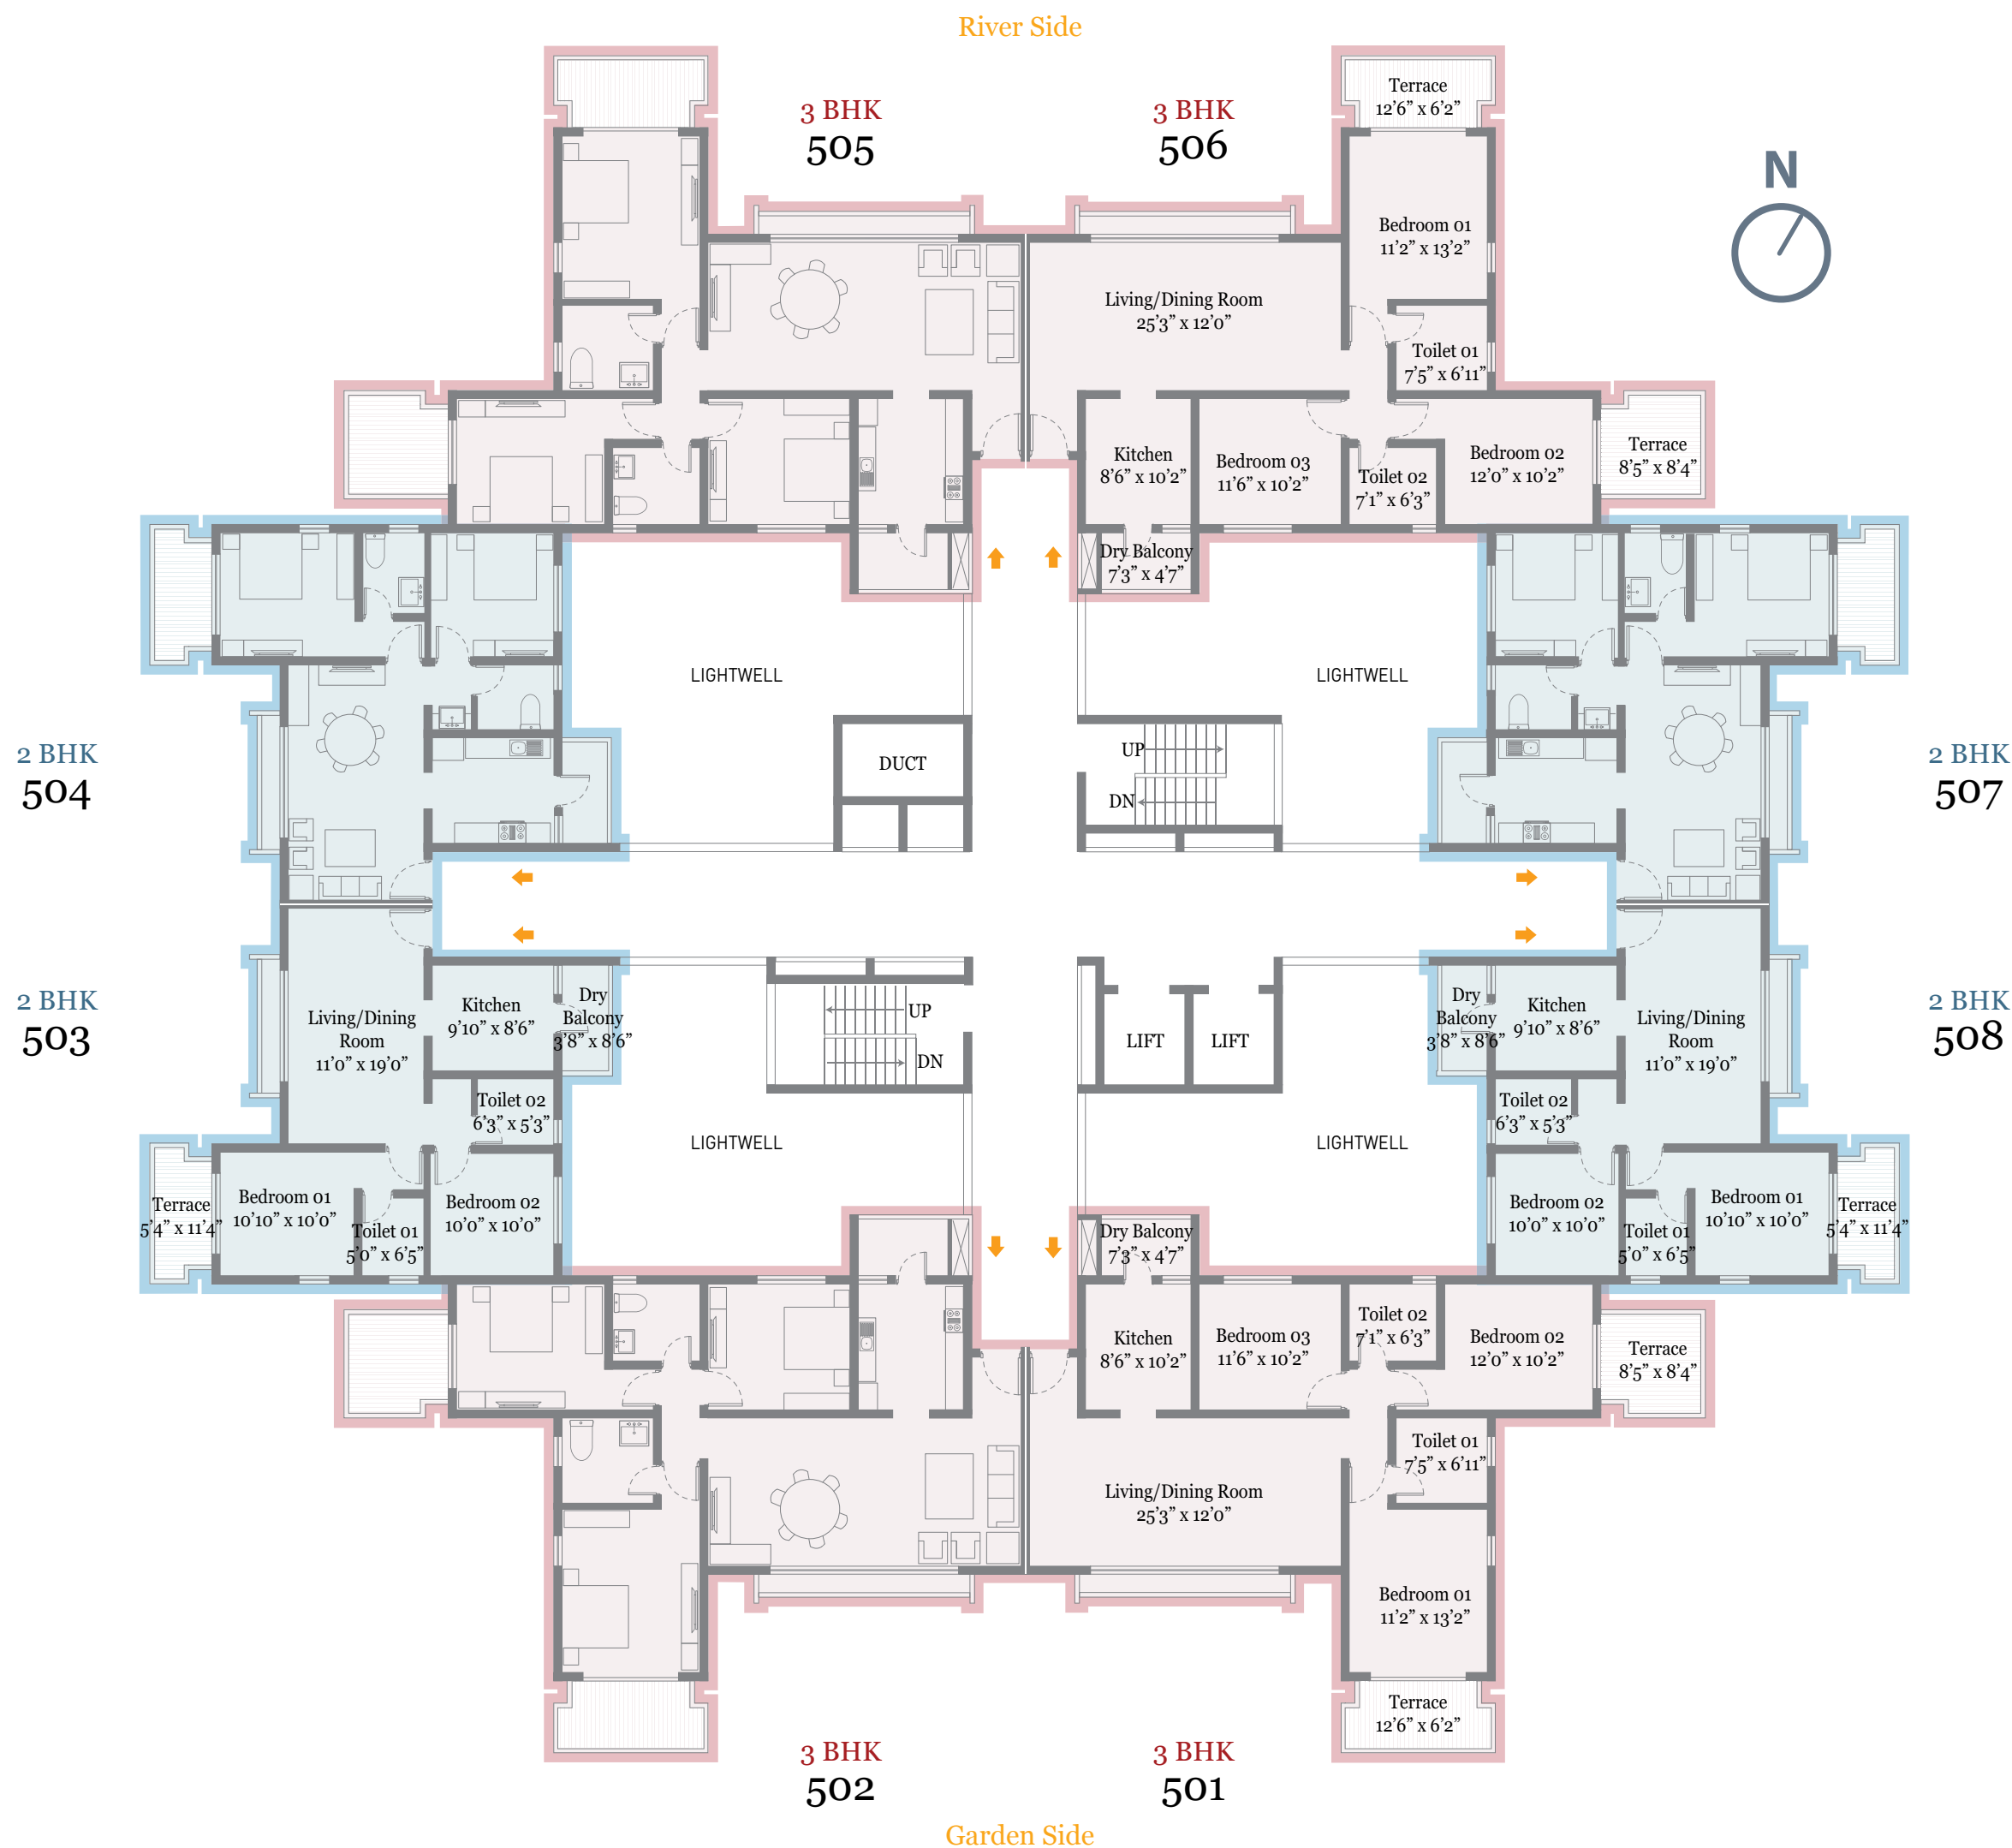 River Side
3 BHK
505
3 BHK
506
Terrace
12’6” x 6’2”
N
Bedroom 01
11’2” x 13’2”
Living/Dining Room
25’3” x 12’0”
Toilet 01
7’5” x 6’11”
Kitchen
8’6” x 10’2”
Bedroom 03
11’6” x 10’2”
Toilet 02
7’1” x 6’3”
Bedroom 02
12’0” x 10’2”
Terrace
8’5” x 8’4”
Dry Balcony
7’3” x 4’7”
LIGHTWELL
LIGHTWELL
2 BHK
504
DUCT
UP
DN
2 BHK
507
2 BHK
503
Living/Dining
Room
11’0” x 19’0”
Kitchen
9’10” x 8’6”
Dry
Balcony
3’8” x 8’6”
UP
DN
LIFT
LIFT
Dry
Balcony
3’8” x 8’6”
Kitchen
9’10” x 8’6”
Living/Dining
Room
11’0” x 19’0”
2 BHK
508
Toilet 02
6’3” x 5’3”
LIGHTWELL
LIGHTWELL
Toilet 02
6’3” x 5’3”
Terrace
5’4” x 11’4”
Bedroom 01
10’10” x 10’0”
Toilet 01
5’0” x 6’5”
Bedroom 02
10’0” x 10’0”
Bedroom 02
10’0” x 10’0”
Toilet 01
5’0” x 6’5”
Bedroom 01
10’10” x 10’0”
Terrace
5’4” x 11’4”
Dry Balcony
7’3” x 4’7”
Kitchen
8’6” x 10’2”
Bedroom 03
11’6” x 10’2”
Toilet 02
7’1” x 6’3”
Bedroom 02
12’0” x 10’2”
Terrace
8’5” x 8’4”
Toilet 01
7’5” x 6’11”
Living/Dining Room
25’3” x 12’0”
Bedroom 01
11’2” x 13’2”
Terrace
12’6” x 6’2”
3 BHK
502
3 BHK
501
Garden Side